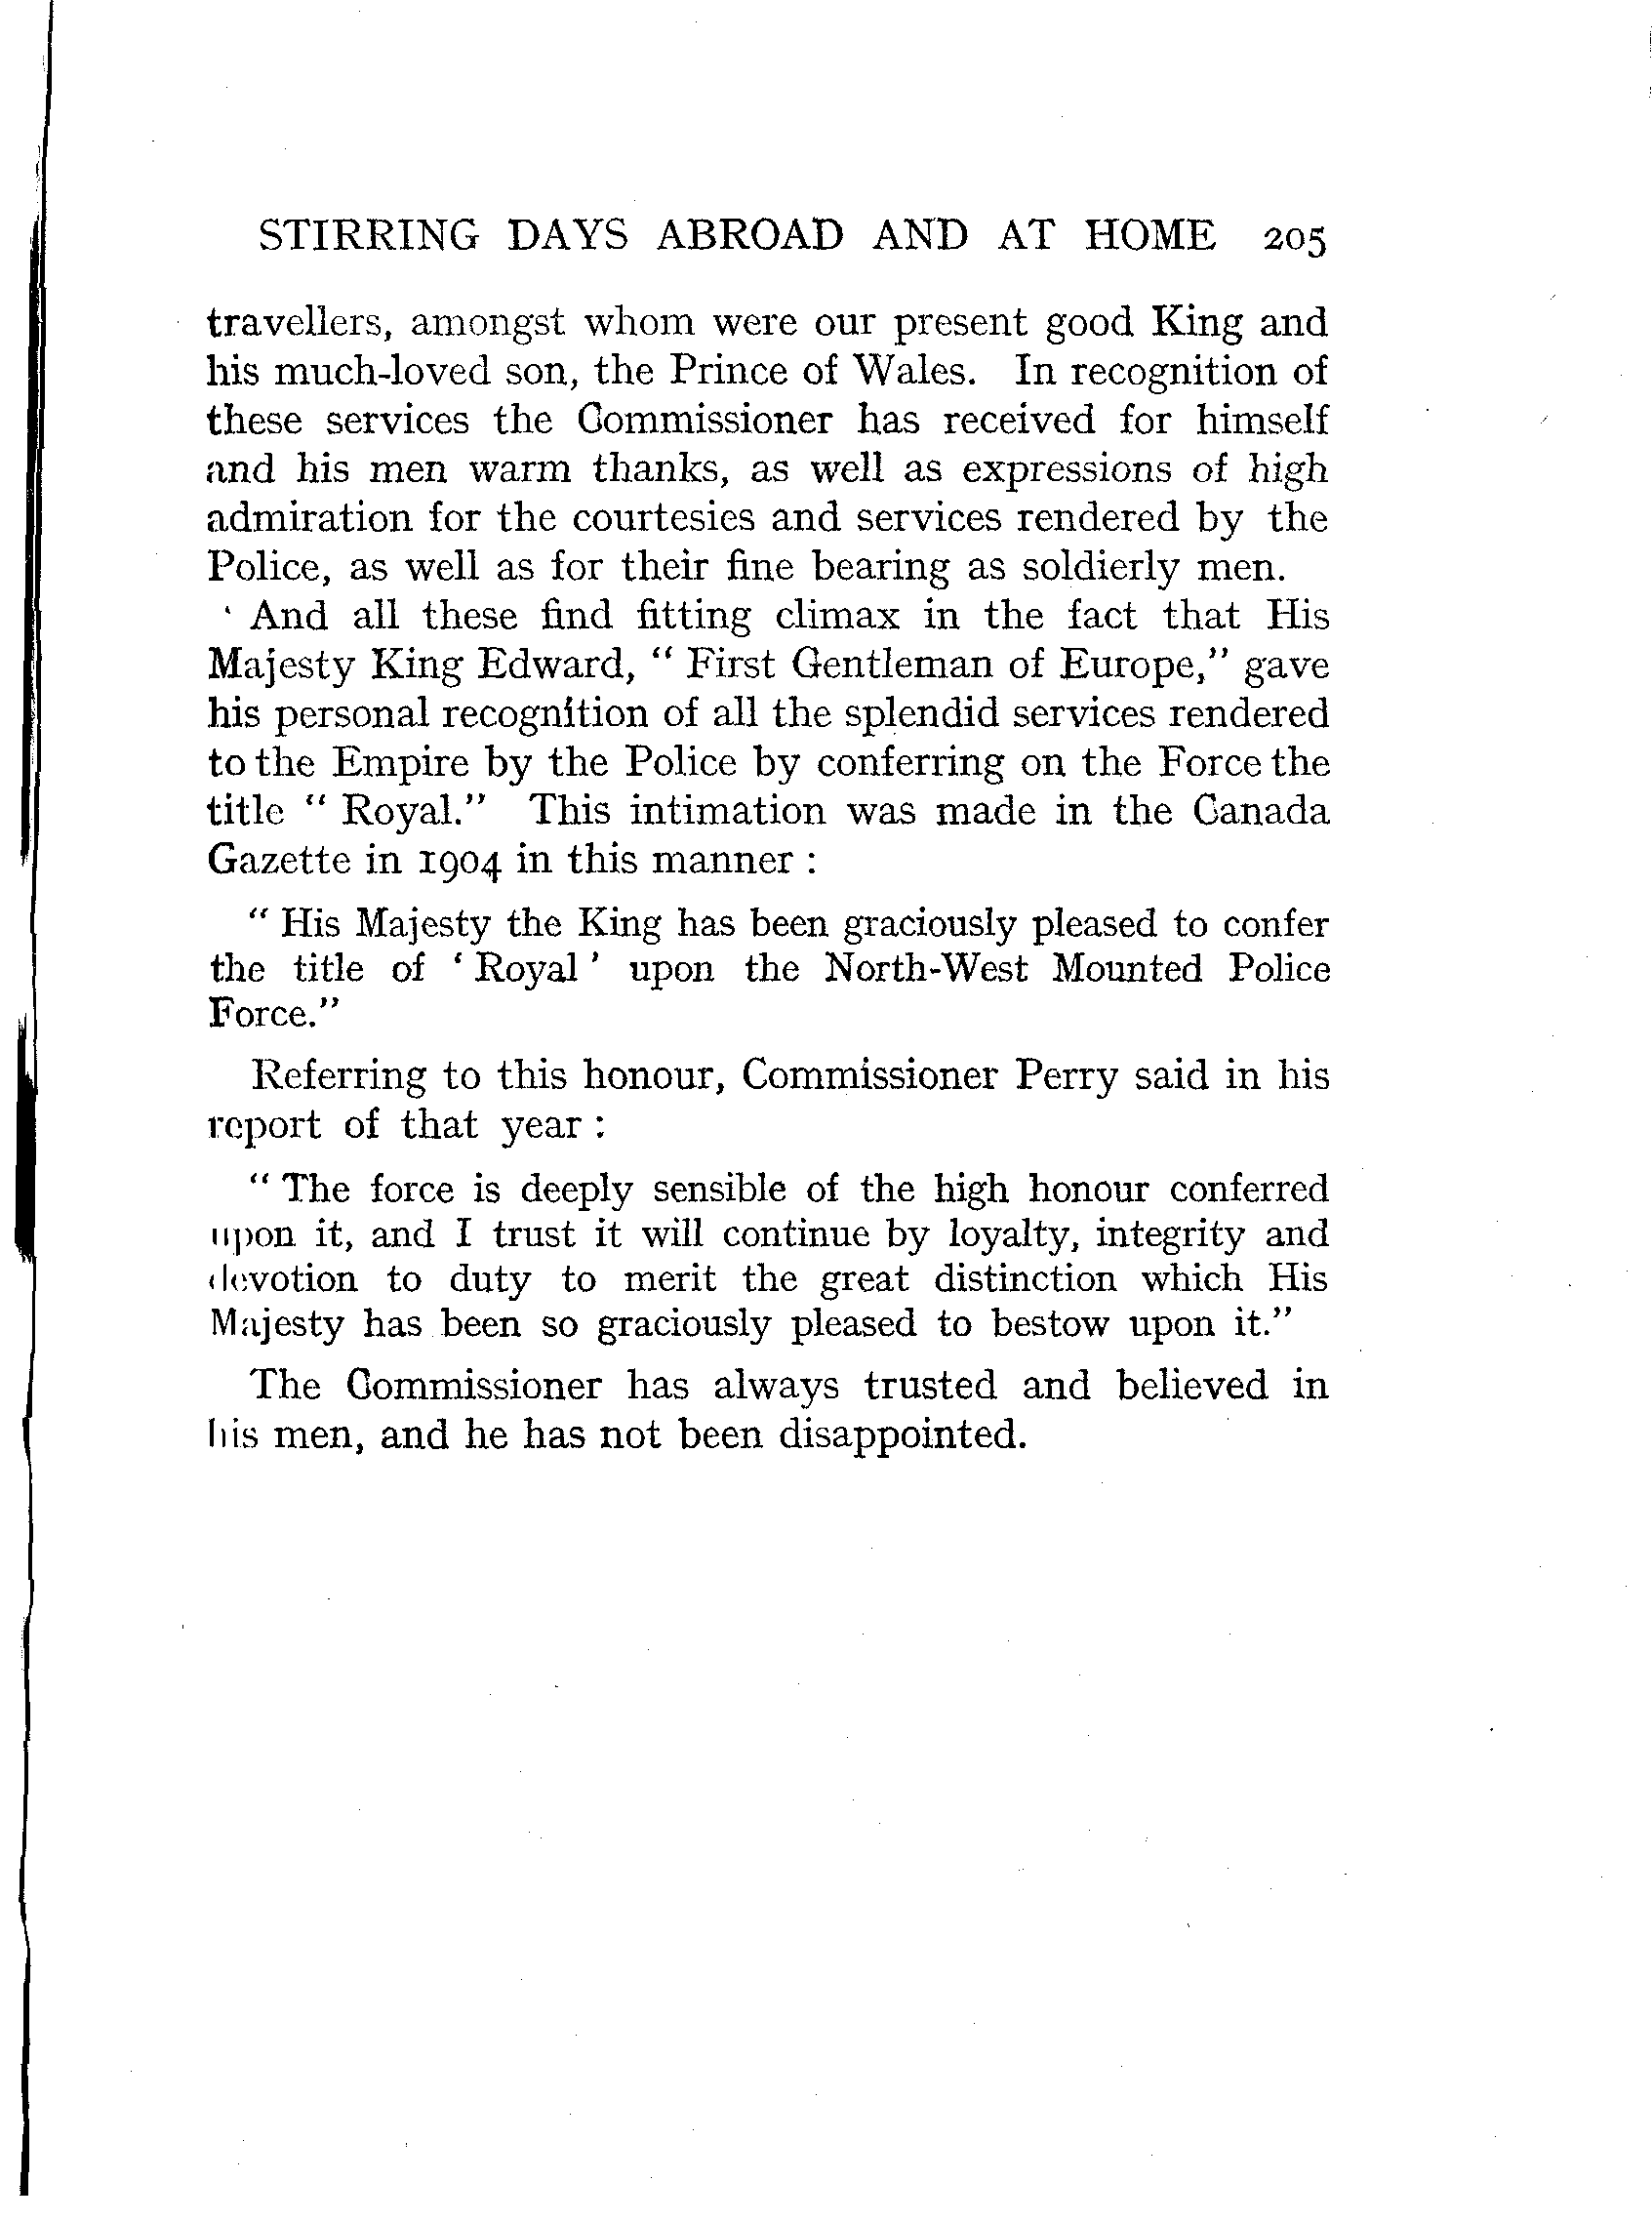 STIRRING DAYS ABROAD AND AT HOME 205
travellers, amongst whom were our present good King and
his much-loved son, the Prince of Wales. In recognition of
these services the Commissioner has received for himself
and his men warm thanks, as well as expressions of high
admiration for the courtesies and services rendered by the
Police, as well as for their fine bearing as soldierly men.
‘ And all these find fitting climax in the fact that His
Majesty King Edward, “ First Gentleman of Europe,” gave
his personal recognition of all the splendid services rendered
to the Empire by the Police by conferring on the Force the
title “ Royal.” This intimation was made in the Canada
Gazette in 1904 in this manner :
“ His Majesty the King has been graciously pleased to confer
the title of ‘ Royal ’ upon the North-West Mounted Police
Force.”
Referring to this honour, Commissioner Perry said in his
report of that year :
“ The force is deeply sensible of the high honour conferred
upon it, and I trust it will continue by loyalty, integrity and
devotion to duty to merit the great distinction which His
Majesty has been so graciously pleased to bestow upon it.”
The Commissioner has always trusted and believed in
his men, and he has not been disappointed.